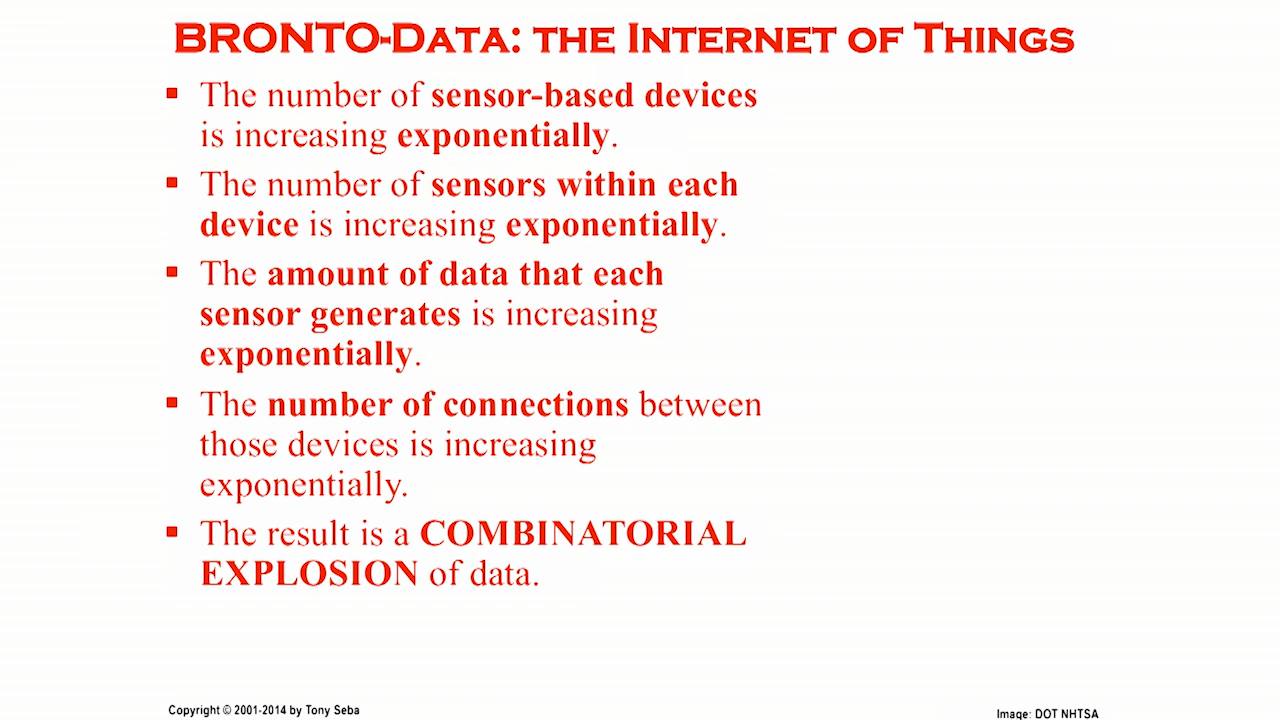 BRONTO-DATA: THE INTERNET OF THINGS
▪ The number of sensor-based devices
is increasing exponentially.
▪ The number of sensors within each
device is increasing exponentially.
▪ The amount of data that each
sensor generates is increasing
exponentially.
▪ The number of connections between
those devices is increasing
exponentially.
▪ The result is a COMBINATORIAL
EXPLOSION of data.
Copyright © 2001-2014 by Tony Seba
Image: DOT NHTSA